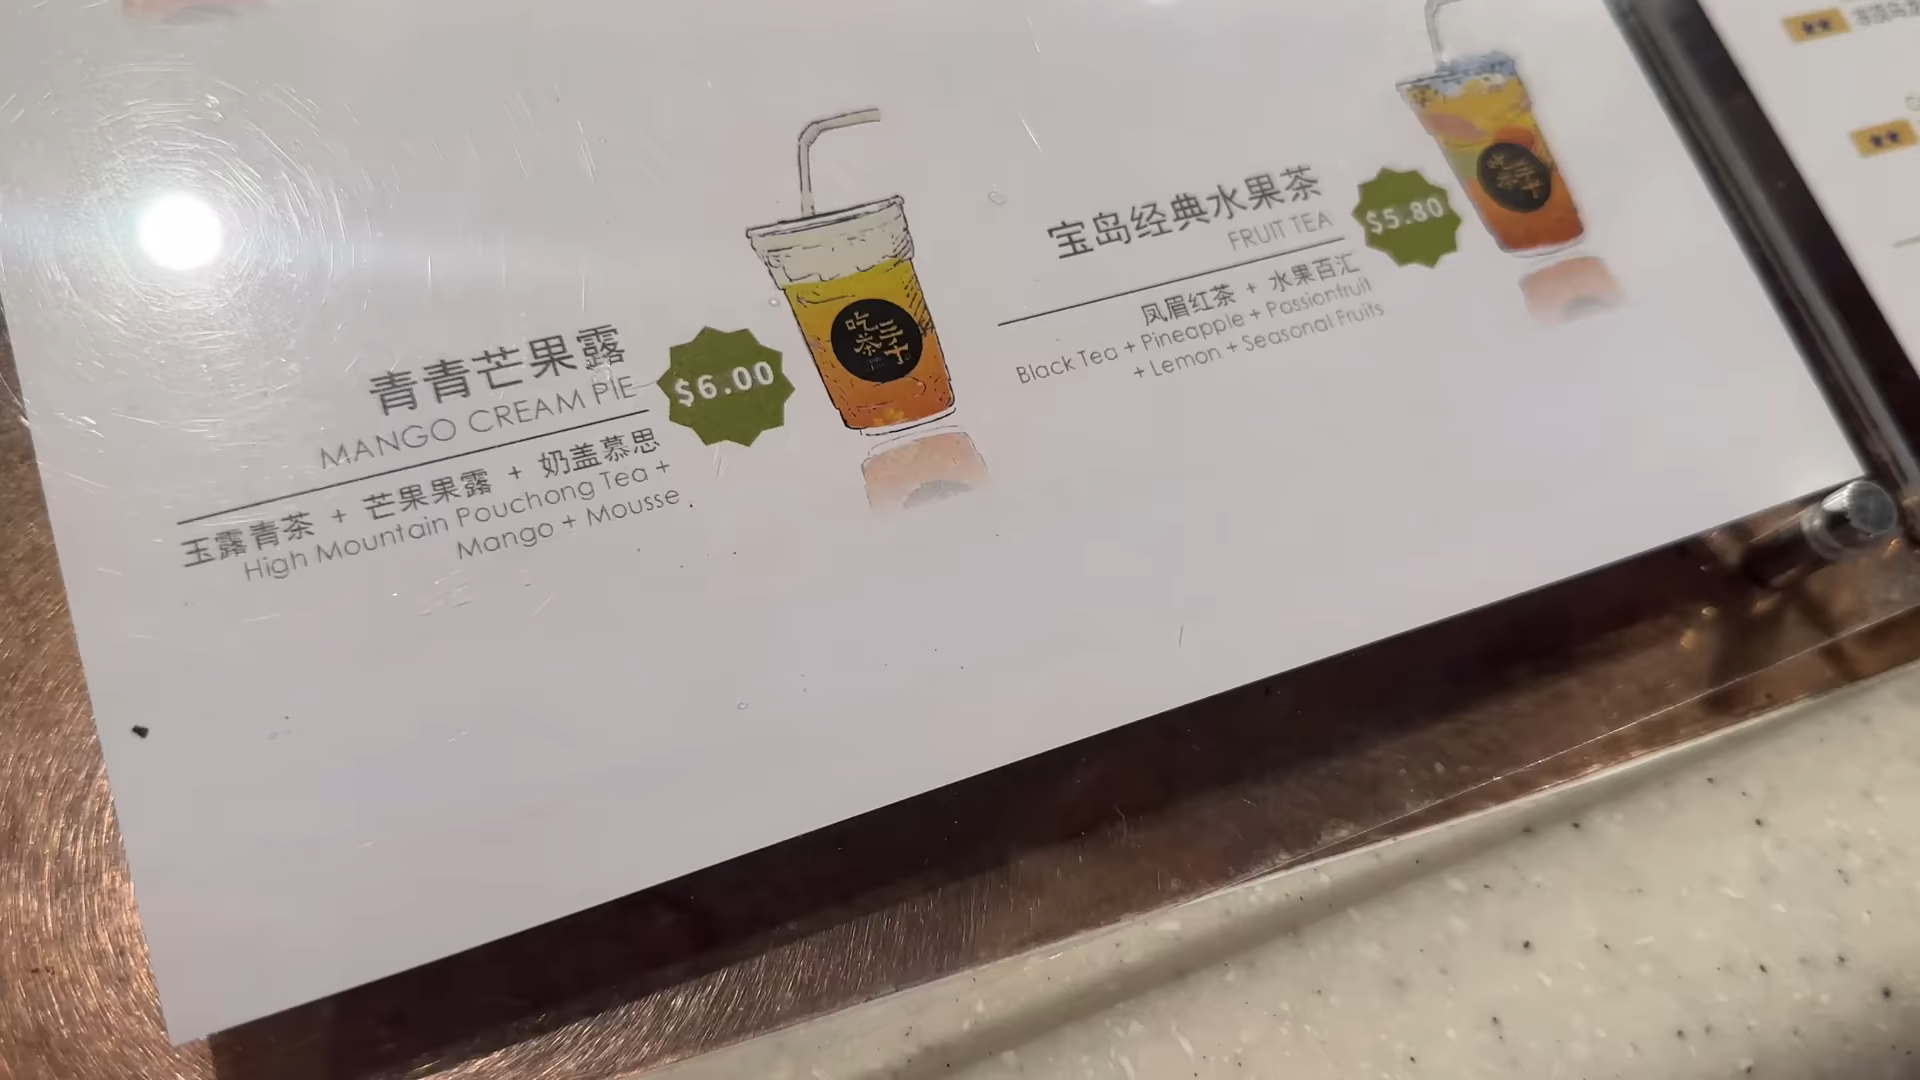 青青芒果露
MANGO CREAM PIE
$6.00
玉露青茶 + 芒果果露 + 奶盖慕思
High Mountain Pouchong Tea +
Mango + Mousse
吃茶三千
宝岛经典水果茶
FRUIT TEA
$5.80
凤眉红茶 + 水果百汇
Black Tea + Pineapple + Passionfruit
+ Lemon + Seasonal Fruits
吃茶三千